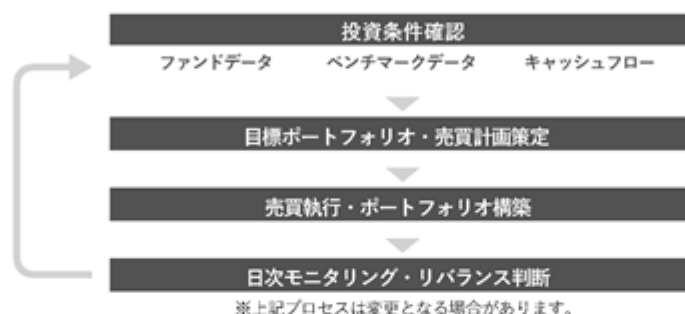 投資条件確認
ファンドデータ ベンチマークデータ キャッシュフロー
目標ポートフォリオ・売買計画策定
売買執行・ポートフォリオ構築
日次モニタリング・リバランス判断
※上記プロセスは変更となる場合があります。